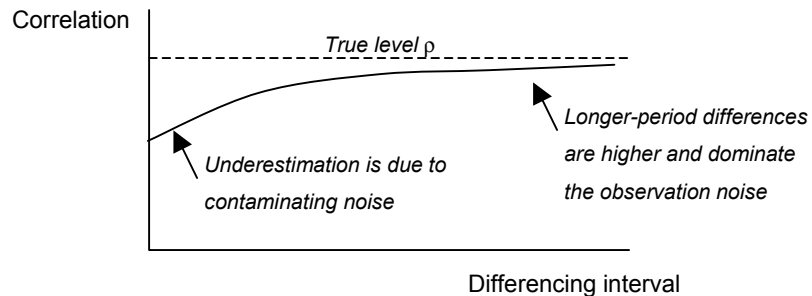 Correlation
True level ρ
Longer-period differences
are higher and dominate
the observation noise
Underestimation is due to
contaminating noise
Differencing interval